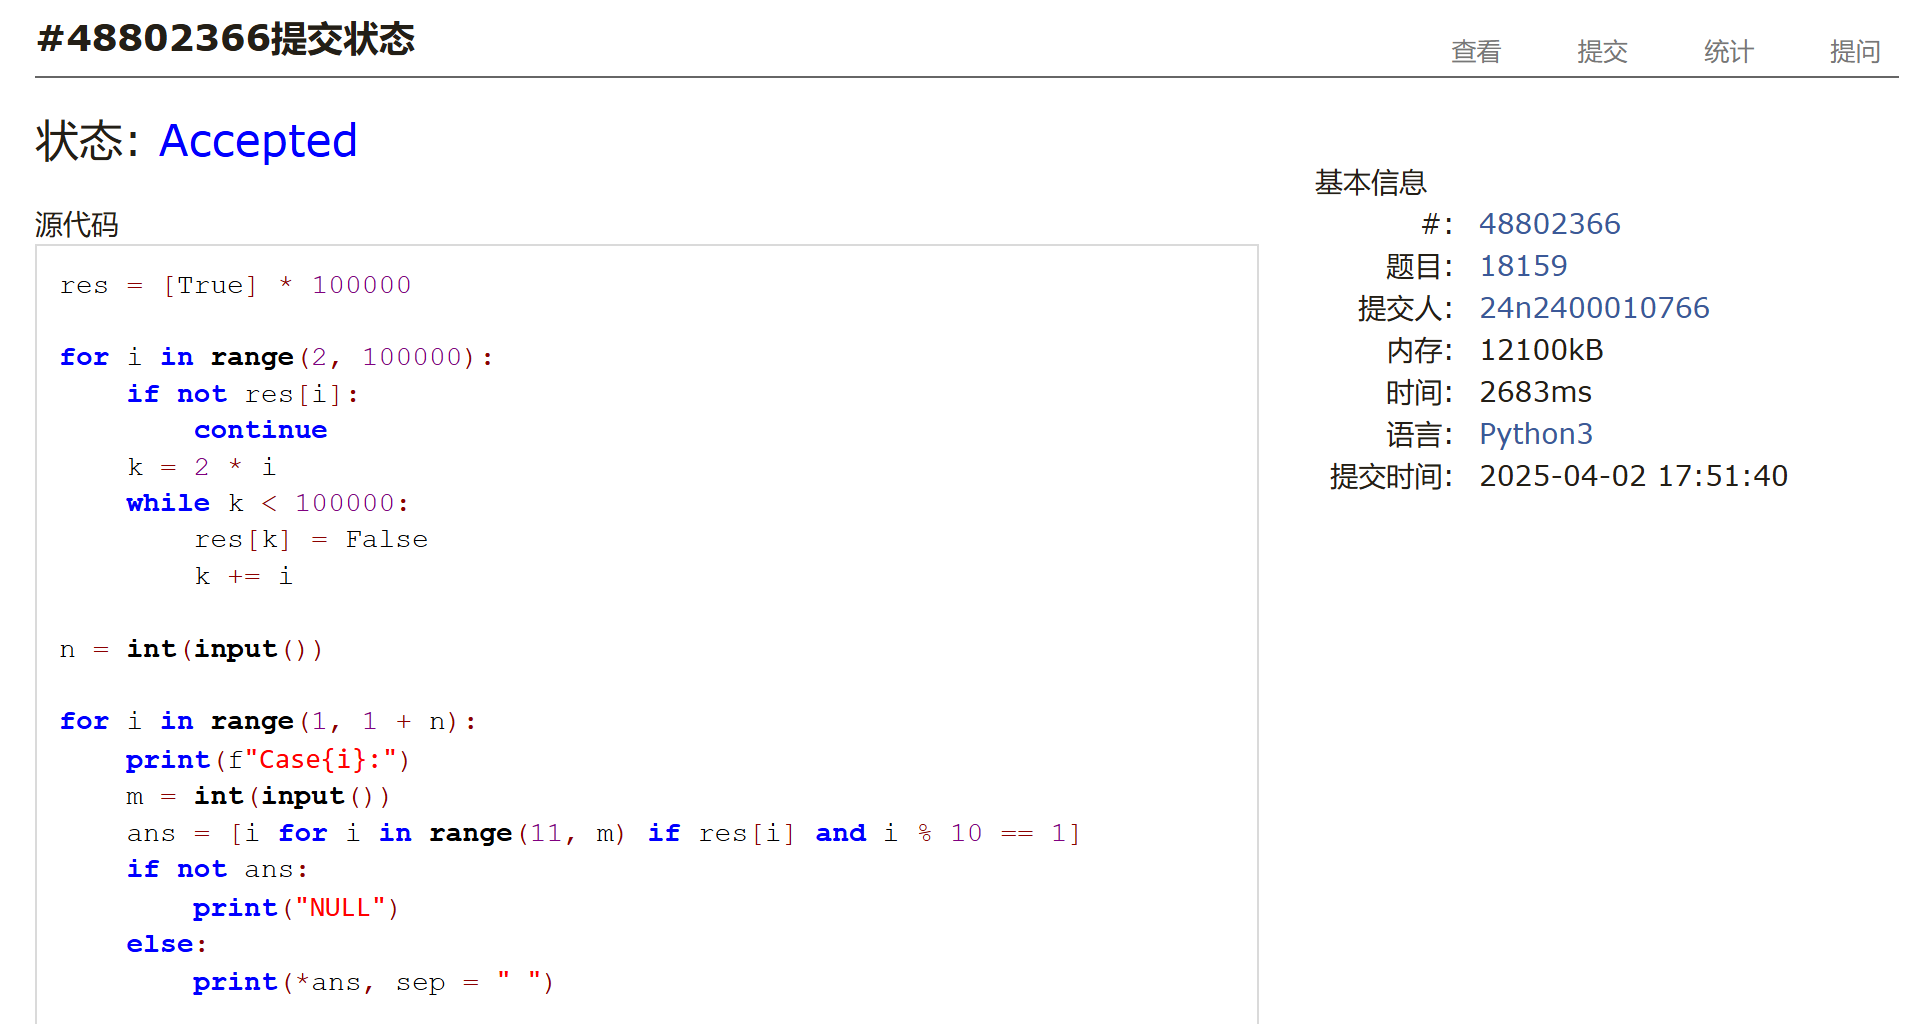 #48802366提交状态
查看 提交 统计 提问
状态: Accepted
源代码
res = [True] * 100000
for i in range(2, 100000):
    if not res[i]:
        continue
    k = 2 * i
    while k < 100000:
        res[k] = False
        k += i
n = int(input())
for i in range(1, 1 + n):
    print(f"Case{i}:")
    m = int(input())
    ans = [i for i in range(11, m) if res[i] and i % 10 == 1]
    if not ans:
        print("NULL")
    else:
        print(*ans, sep = " ")
基本信息
#: 48802366
题目: 18159
提交人: 24n2400010766
内存: 12100kB
时间: 2683ms
语言: Python3
提交时间: 2025-04-02 17:51:40